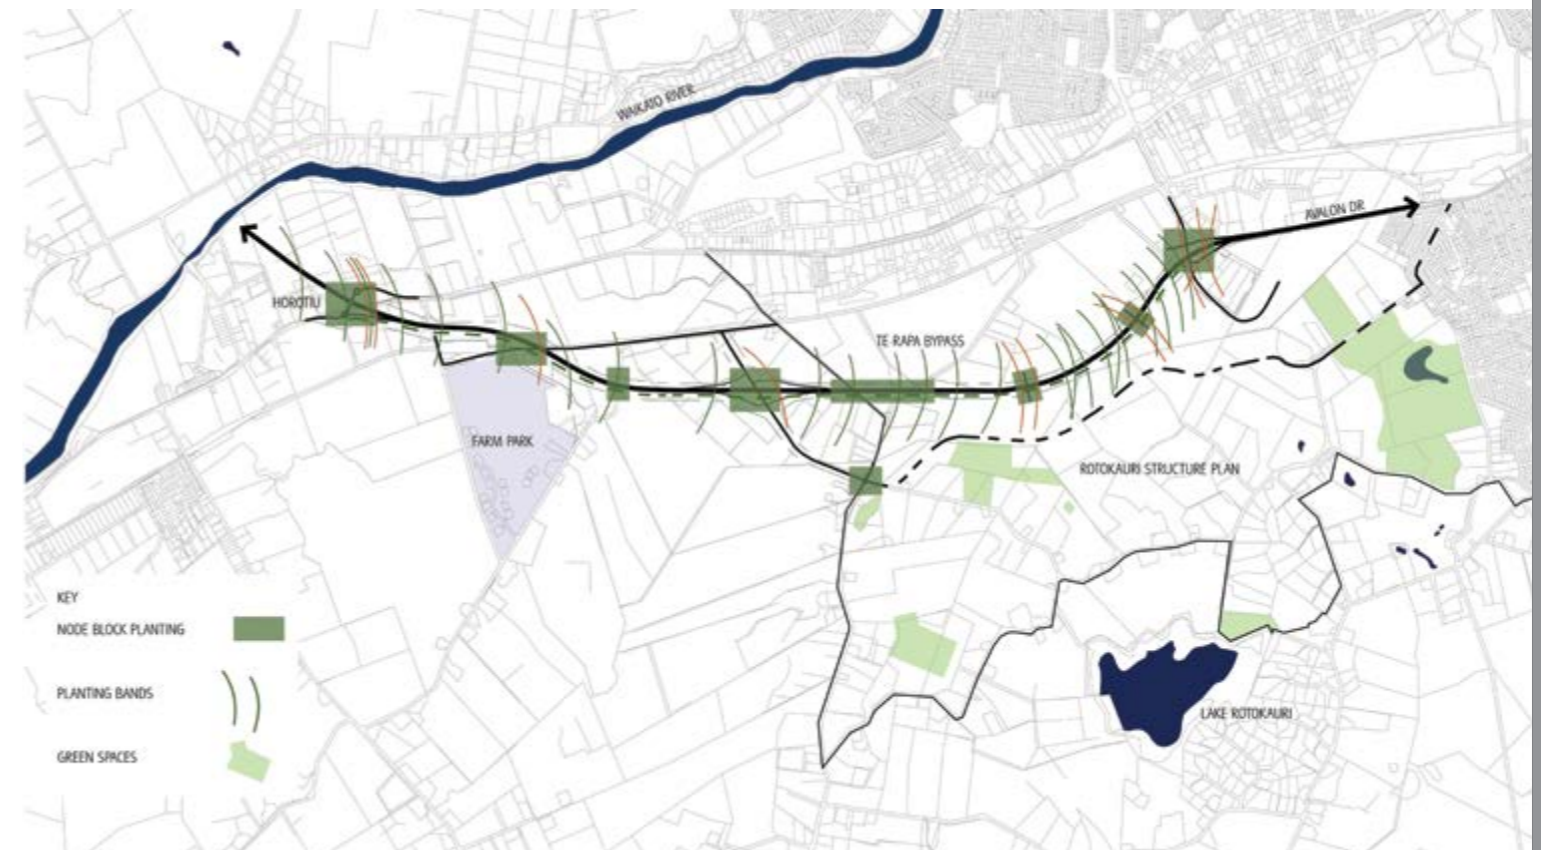 WAIKATO RIVER
AVALON DR
HOROTIU
TE RAPA BYPASS
FARM PARK
ROTOKAURI STRUCTURE PLAN
KEY
NODE BLOCK PLANTING
PLANTING BANDS
LAKE ROTOKAURI
GREEN SPACES